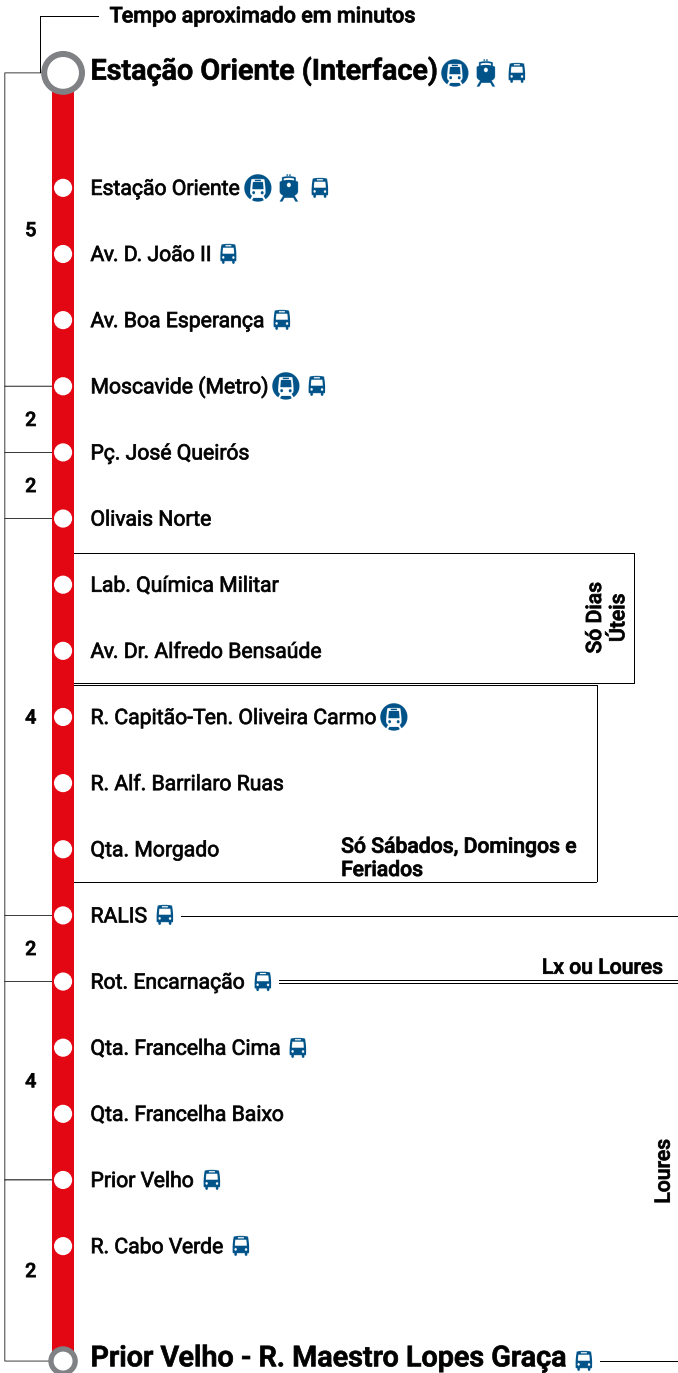 Tempo aproximado em minutos
Estação Oriente (Interface)
Estação Oriente
5
Av. D. João II
Av. Boa Esperança
Moscavide (Metro)
2
Pç. José Queirós
2
Olivais Norte
Lab. Química Militar
Só Dias
Úteis
Av. Dr. Alfredo Bensaúde
4
R. Capitão-Ten. Oliveira Carmo
R. Alf. Barrilaro Ruas
Qta. Morgado
Só Sábados, Domingos e
Feriados
RALIS
2
Lx ou Loures
Rot. Encarnação
Qta. Francelha Cima
4
Qta. Francelha Baixo
Loures
Prior Velho
R. Cabo Verde
2
Prior Velho - R. Maestro Lopes Graça